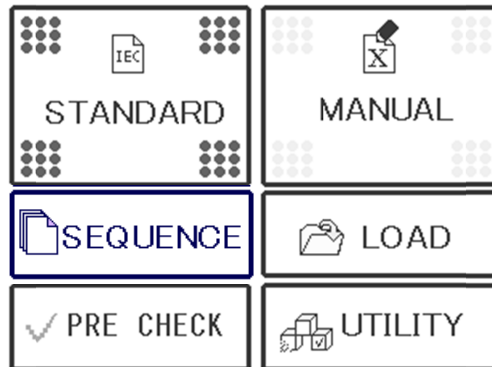 IEC
STANDARD
X
MANUAL
SEQUENCE
LOAD
PRE CHECK
UTILITY